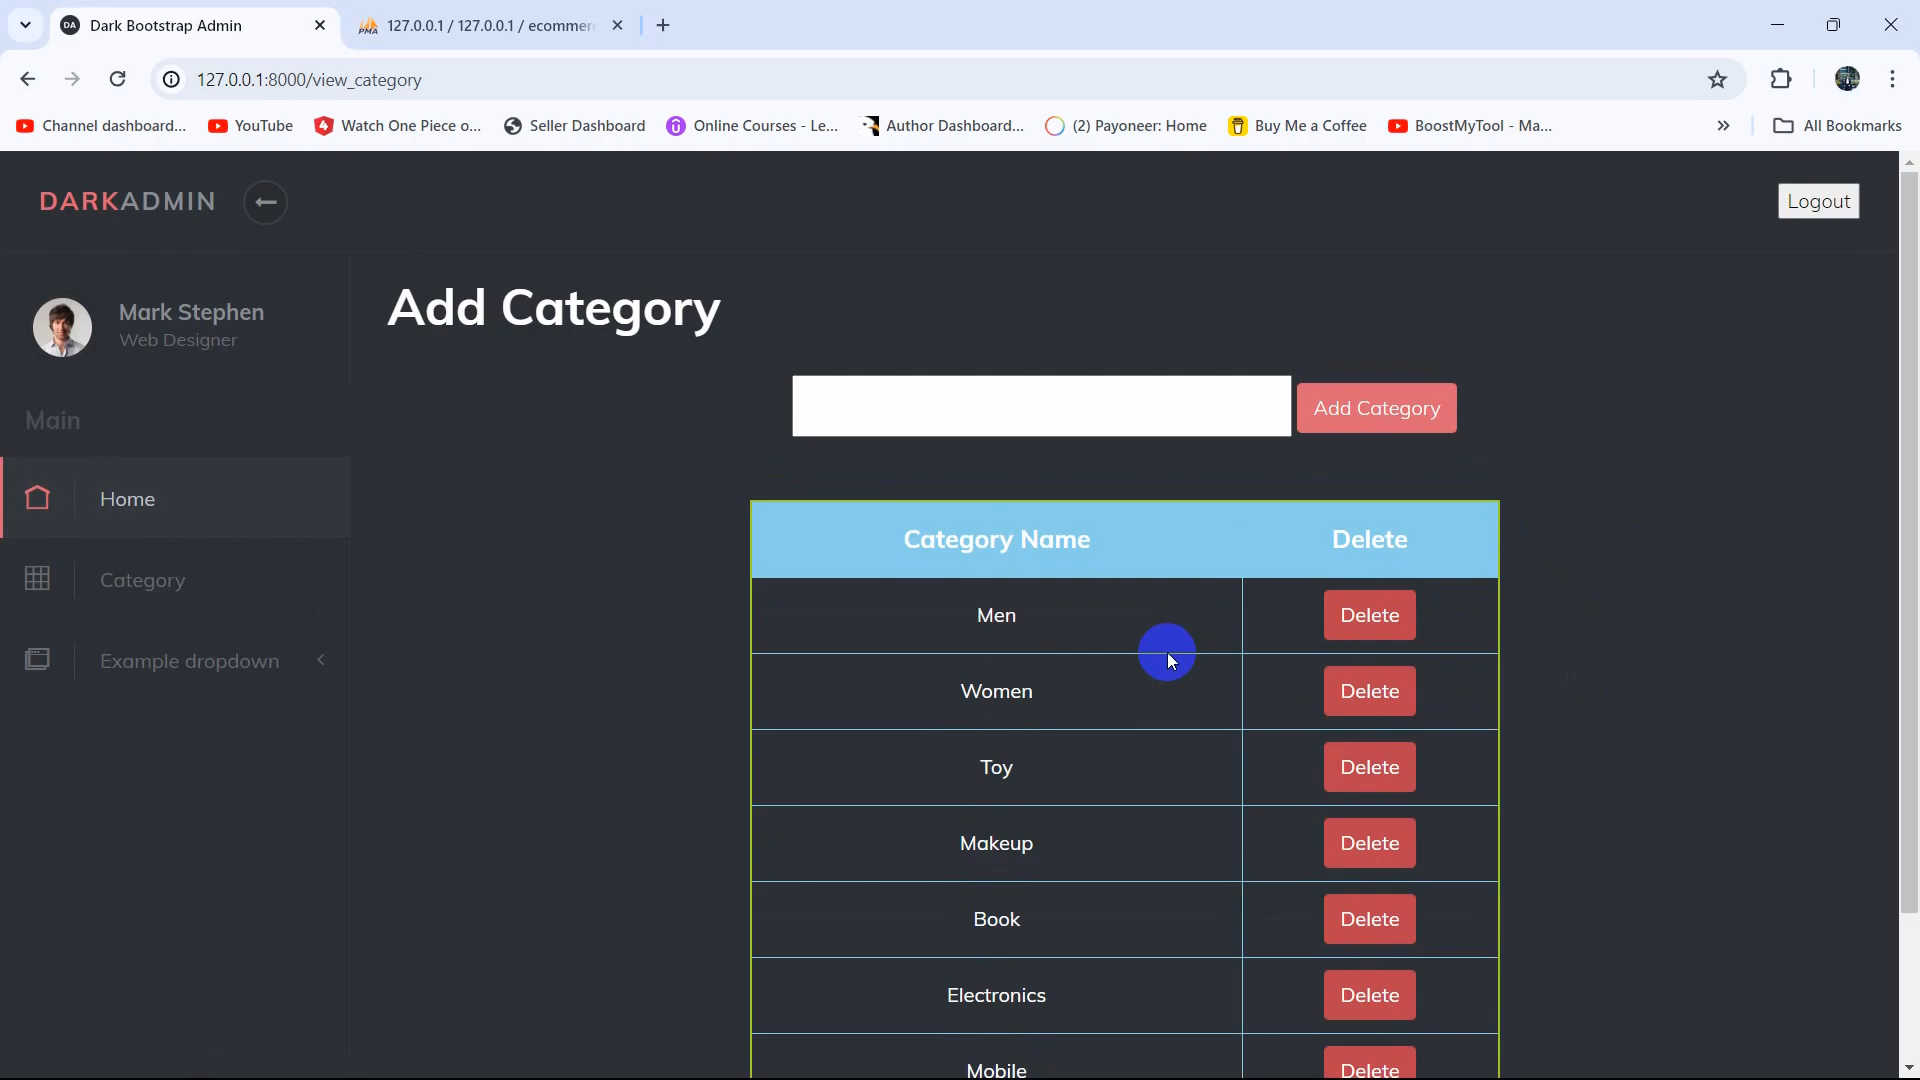 Dark Bootstrap Admin
127.0.0.1 / 127.0.0.1 / ecommer
127.0.0.1:8000/view_category
Channel dashboard...
YouTube
Watch One Piece o...
Seller Dashboard
Online Courses - Le...
Author Dashboard...
(2) Payoneer: Home
Buy Me a Coffee
BoostMyTool - Ma...
All Bookmarks
DARKADMIN
Logout
Mark Stephen
Web Designer
Main
Home
Category
Example dropdown
Add Category
Add Category
Category Name Delete
Men Delete
Women Delete
Toy Delete
Makeup Delete
Book Delete
Electronics Delete
Mobile Delete